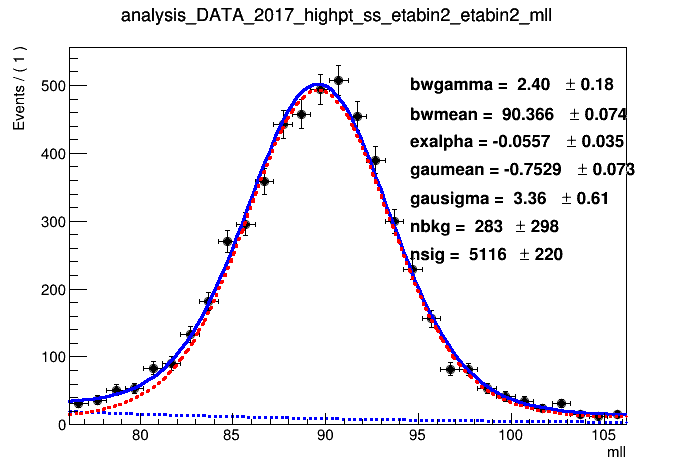 analysis_DATA_2017_highpt_ss_etabin2_etabin2_mll
Events / ( 1 )
500
400
300
200
100
0
bwgamma = 2.40 ± 0.18
bwmean = 90.366 ± 0.074
exalpha = -0.0557 ± 0.035
gaumean = -0.7529 ± 0.073
gausigma = 3.36 ± 0.61
nbkg = 283 ± 298
nsig = 5116 ± 220
80 85 90 95 100 105
mll